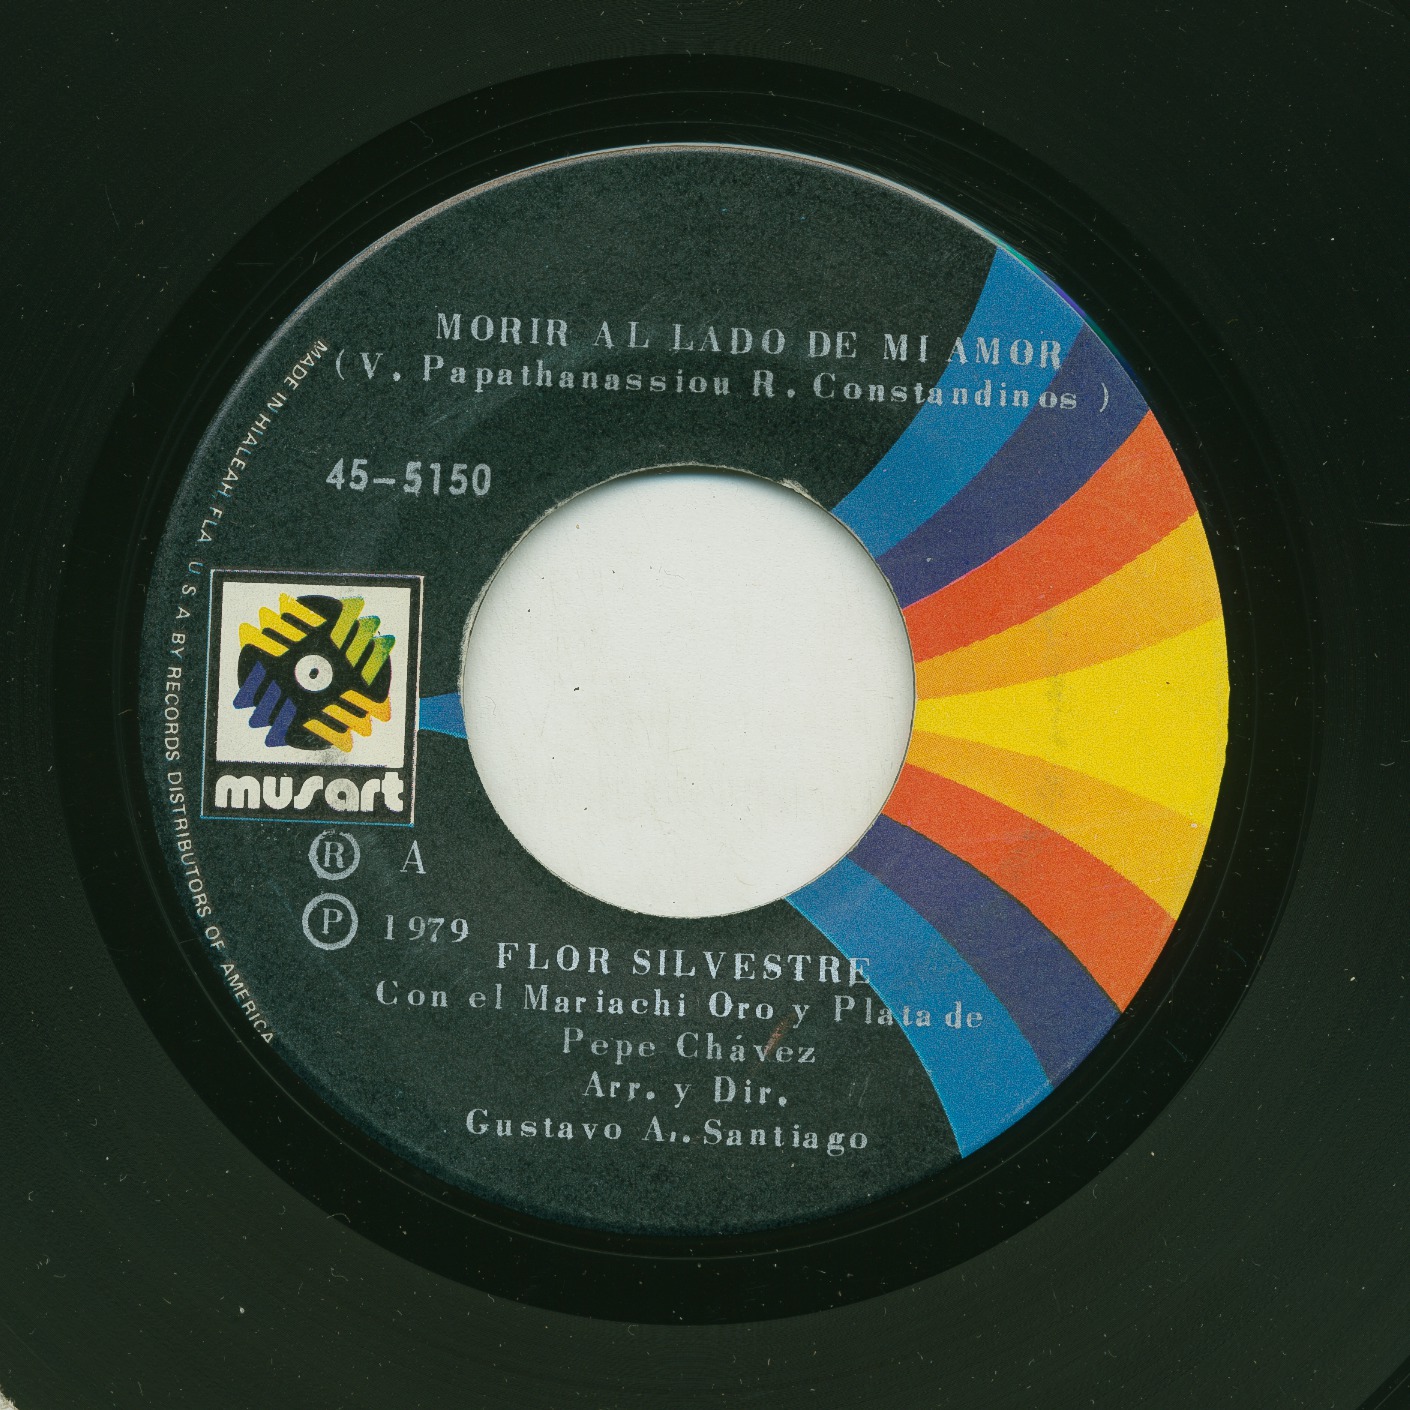 MORIR AL LADO DE MI AMOR
( V. Papathanassiou R. Constandinos )
45-5150
MADE IN HIALEAH FLA U S A BY RECORDS DISTRIBUTORS OF AMERICA
musart
Ⓡ A
Ⓟ 1979
FLOR SILVESTRE
Con el Mariachi Oro y Plata de
Pepe Chávez
Arr. y Dir.
Gustavo A.. Santiago